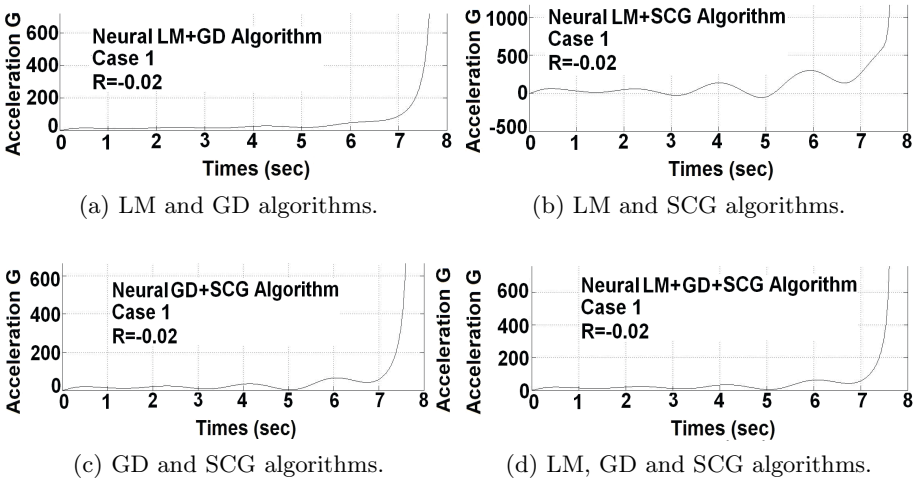 Acceleration G
600
400
200
0
Neural LM+GD Algorithm
Case 1
R=-0.02
0 1 2 3 4 5 6 7 8
Times (sec)
(a) LM and GD algorithms.
Acceleration G
1000
500
0
-500
Neural LM+SCG Algorithm
Case 1
R=-0.02
0 1 2 3 4 5 6 7 8
Times (sec)
(b) LM and SCG algorithms.
Acceleration G
600
400
200
0
Neural GD+SCG Algorithm
Case 1
R=-0.02
0 1 2 3 4 5 6 7 8
Times (sec)
(c) GD and SCG algorithms.
Acceleration G
600
400
200
0
Neural LM+GD+SCG Algorithm
Case 1
R=-0.02
0 1 2 3 4 5 6 7 8
Times (sec)
(d) LM, GD and SCG algorithms.